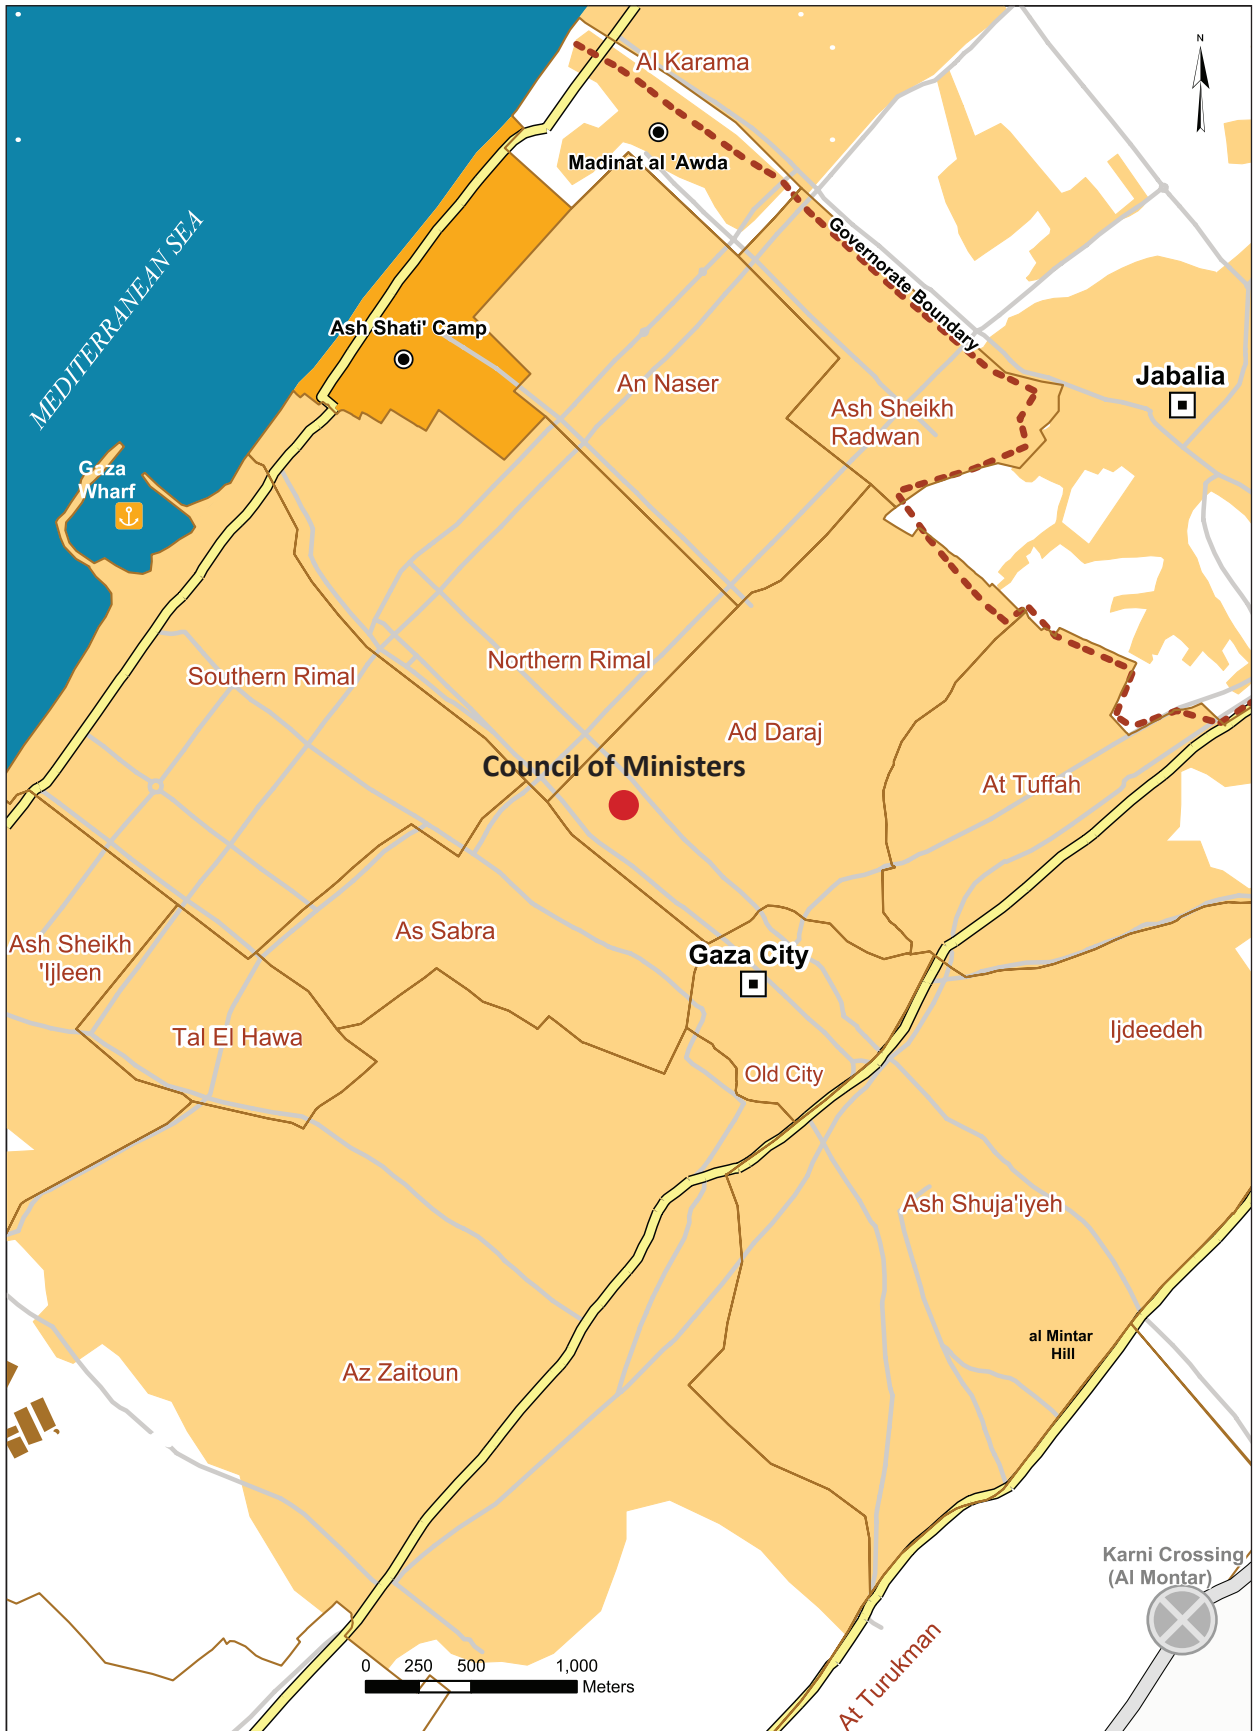 N
Al Karama
Madinat al 'Awda
MEDITERRANEAN SEA
Governorate Boundary
Ash Shati' Camp
Jabalia
An Naser
Ash Sheikh
Radwan
Gaza
Wharf
Northern Rimal
Southern Rimal
Ad Daraj
Council of Ministers
At Tuffah
As Sabra
Ash Sheikh
'Ijleen
Gaza City
Ijdeedeh
Tal El Hawa
Old City
Ash Shuja'iyeh
al Mintar
Hill
Az Zaitoun
Karni Crossing
(Al Montar)
At Turukman
0 250 500 1,000
Meters